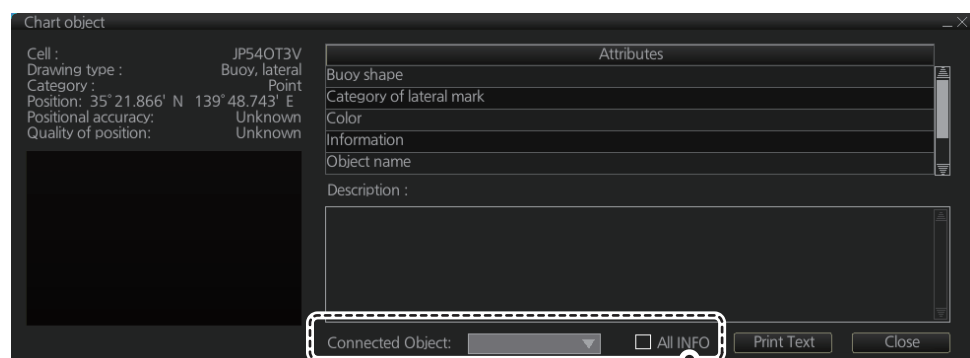 Chart object
Cell : JP54OT3V
Drawing type : Buoy, lateral
Category : Point
Position: 35° 21.866' N 139° 48.743' E
Positional accuracy: Unknown
Quality of position: Unknown
Attributes
Buoy shape
Category of lateral mark
Color
Information
Object name
Description :
Connected Object:
All INFO
Print Text
Close